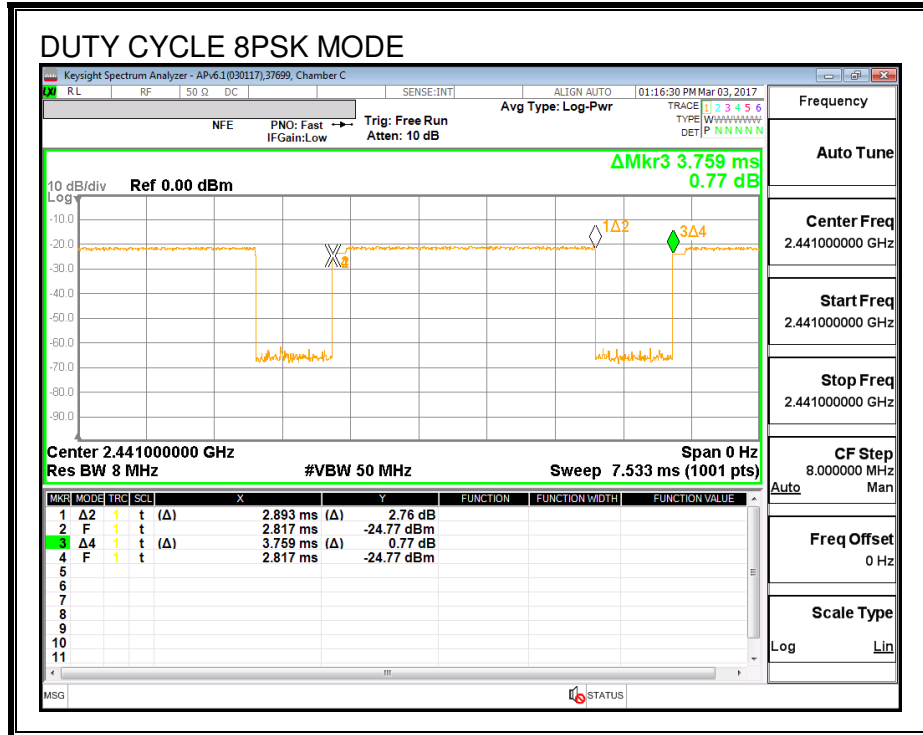 DUTY CYCLE 8PSK MODE
Keysight Spectrum Analyzer - APv6.1(030117),37699, Chamber C
LXI RL RF 50 Ω DC SENSE:INT ALIGN AUTO 01:16:30 PM Mar 03, 2017
Avg Type: Log-Pwr TRACE 1 2 3 4 5 6
NFE PNO: Fast Trig: Free Run TYPE WWWWWWW
IFGain:Low Atten: 10 dB DET P N N N N N
ΔMkr3 3.759 ms
0.77 dB
10 dB/div Ref 0.00 dBm
Log
-10.0
1Δ2
3Δ4
-20.0
-30.0
-40.0
-50.0
-60.0
-70.0
-80.0
-90.0
Center 2.441000000 GHz Span 0 Hz
Res BW 8 MHz #VBW 50 MHz Sweep 7.533 ms (1001 pts)
MKR MODE TRC SCL X Y FUNCTION FUNCTION WIDTH FUNCTION VALUE
1 Δ2 1 t (Δ) 2.893 ms (Δ) 2.76 dB
2 F 1 t 2.817 ms -24.77 dBm
3 Δ4 1 t (Δ) 3.759 ms (Δ) 0.77 dB
4 F 1 t 2.817 ms -24.77 dBm
5
6
7
8
9
10
11
MSG STATUS
Frequency
Auto Tune
Center Freq
2.441000000 GHz
Start Freq
2.441000000 GHz
Stop Freq
2.441000000 GHz
CF Step
8.000000 MHz
Auto Man
Freq Offset
0 Hz
Scale Type
Log Lin